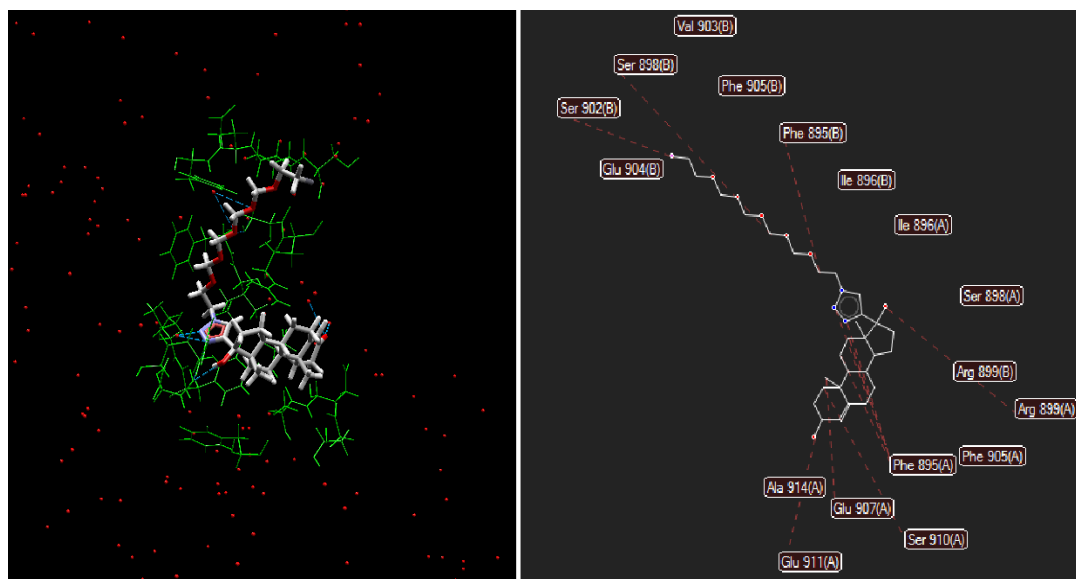 Val 903(B)
Ser 898(B)
Phe 905(B)
Ser 902(B)
Phe 895(B)
Glu 904(B)
Ile 896(B)
Ile 896(A)
Ser 898(A)
Arg 899(B)
Arg 899(A)
Phe 905(A)
Phe 895(A)
Ala 914(A)
Glu 907(A)
Ser 910(A)
Glu 911(A)